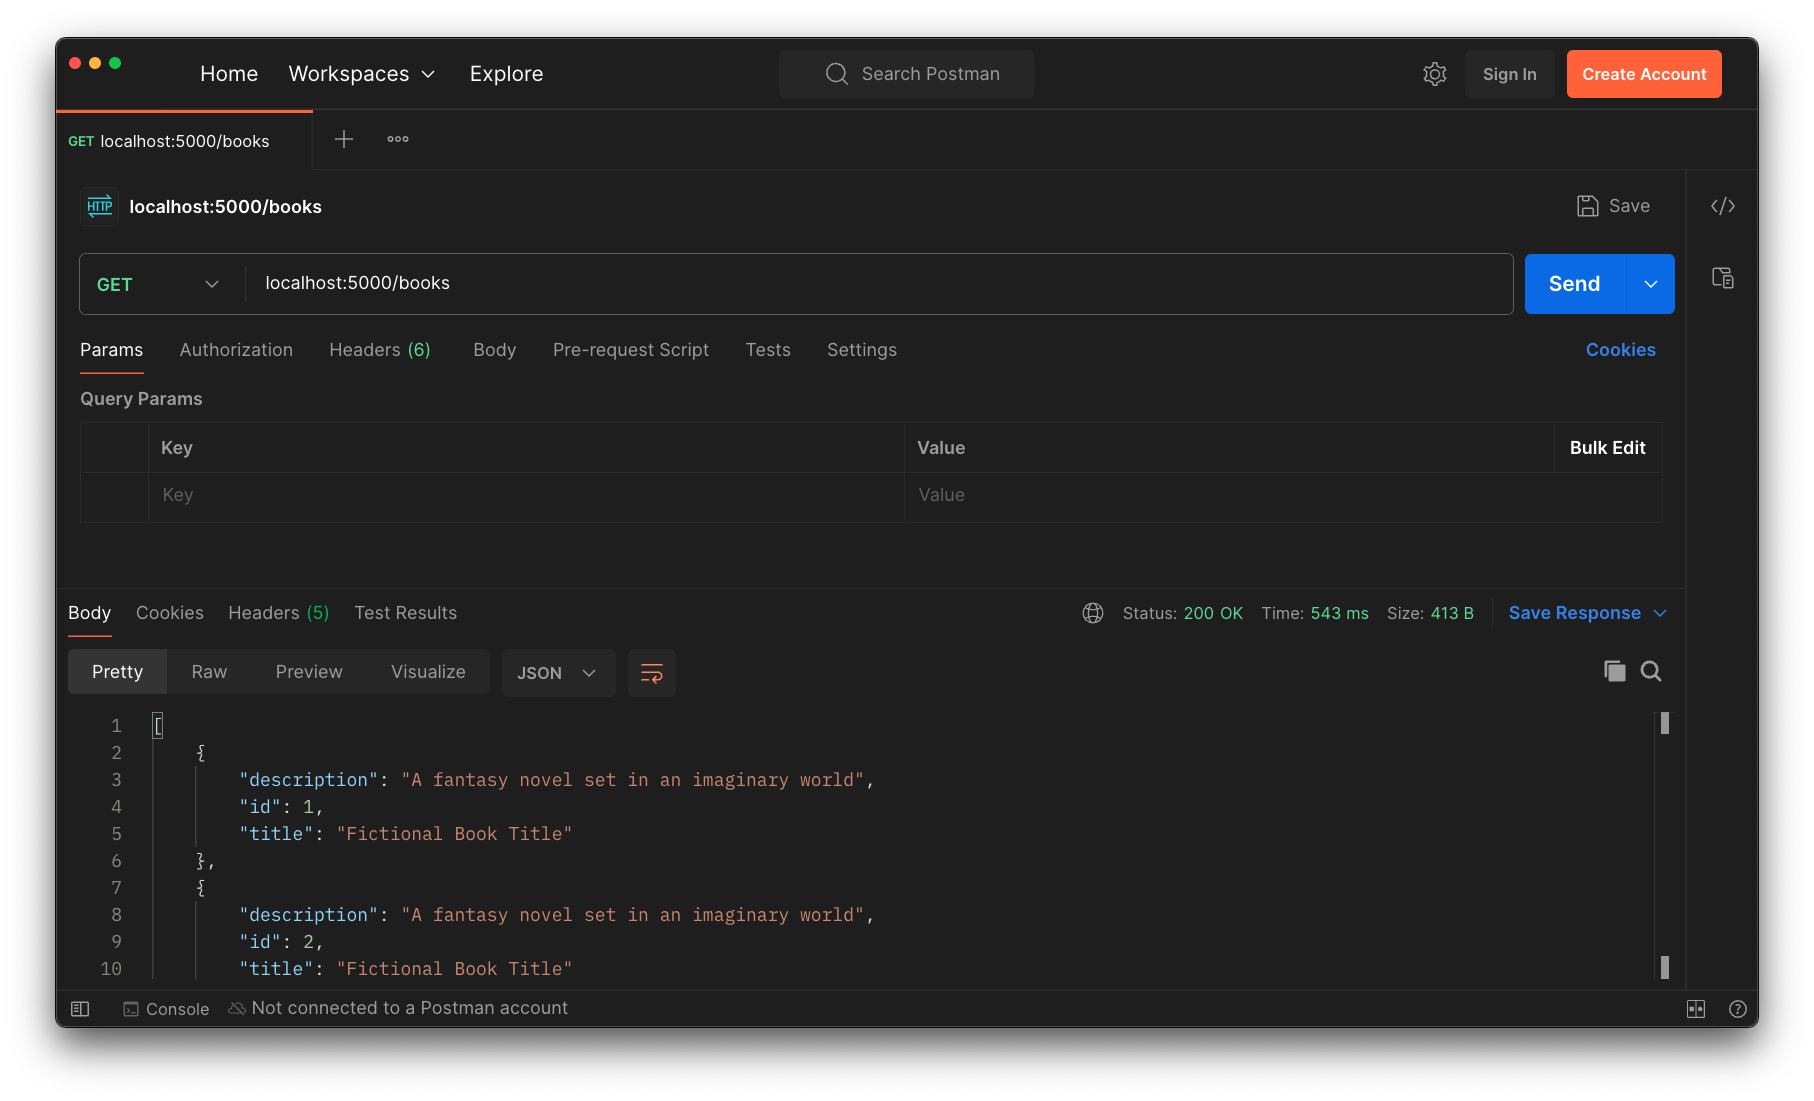 Home Workspaces Explore Search Postman Sign In Create Account
GET localhost:5000/books
HTTP localhost:5000/books Save </>
GET localhost:5000/books Send
Params Authorization Headers (6) Body Pre-request Script Tests Settings Cookies
Query Params
Key Value Bulk Edit
Key Value
Body Cookies Headers (5) Test Results Status: 200 OK Time: 543 ms Size: 413 B Save Response
Pretty Raw Preview Visualize JSON
1 [
2 {
3 "description": "A fantasy novel set in an imaginary world",
4 "id": 1,
5 "title": "Fictional Book Title"
6 },
7 {
8 "description": "A fantasy novel set in an imaginary world",
9 "id": 2,
10 "title": "Fictional Book Title"
Console Not connected to a Postman account